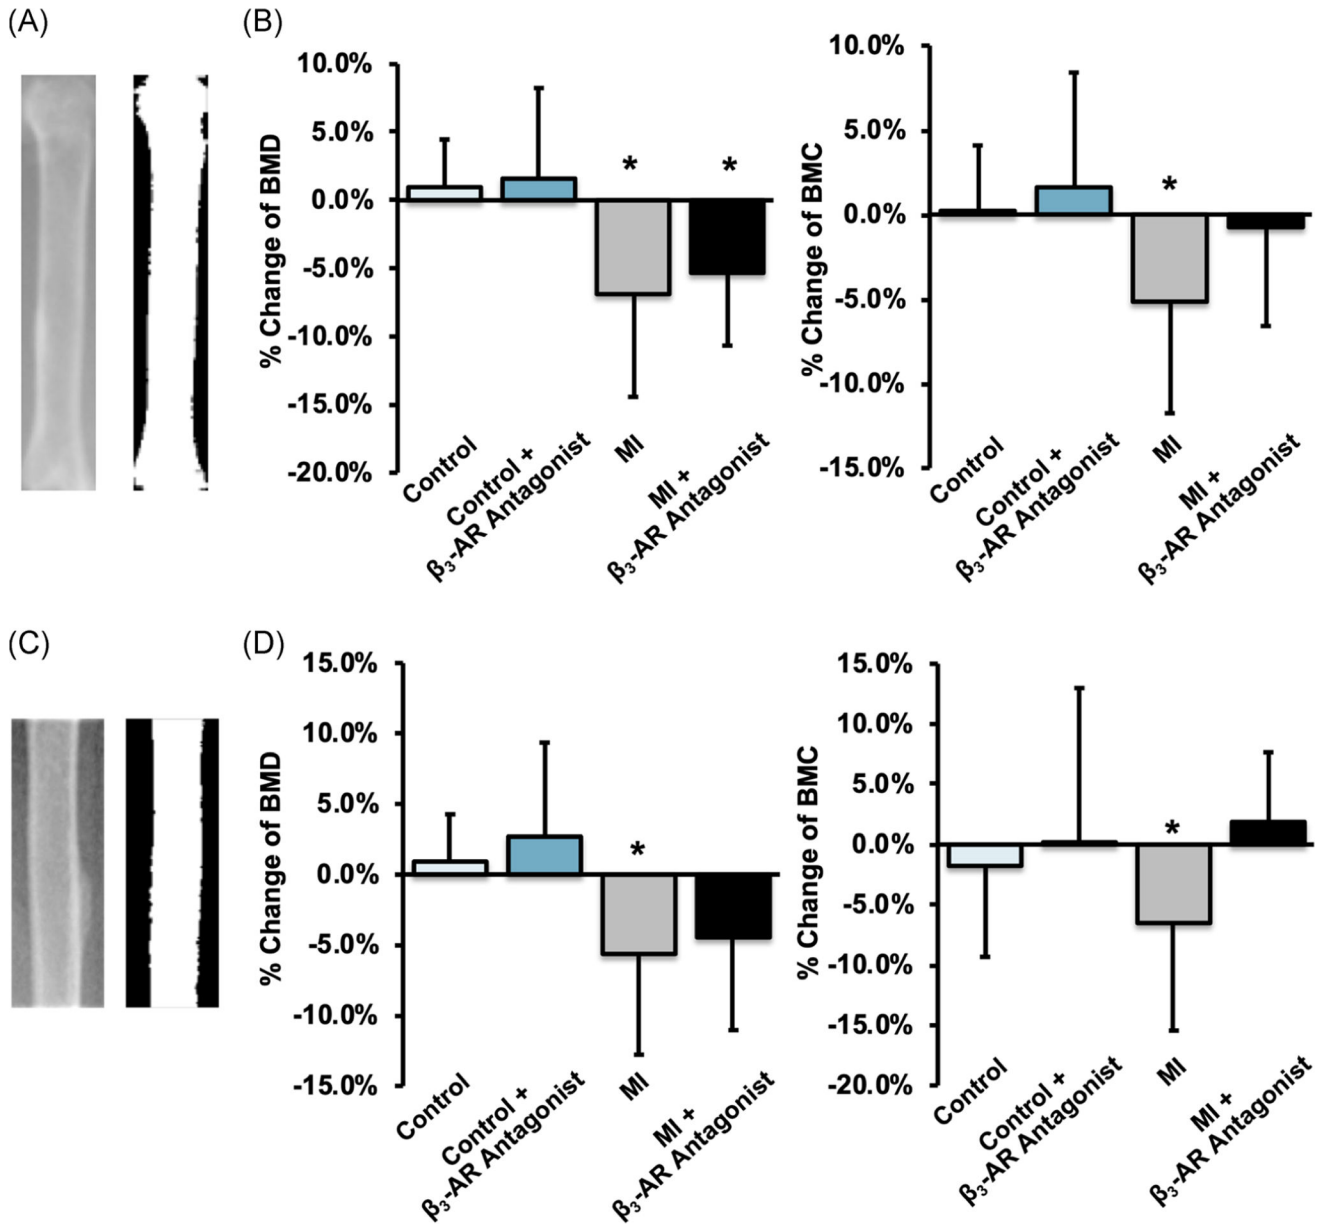 (A)
(B)
% Change of BMD
10.0%
5.0%
0.0%
-5.0%
-10.0%
-15.0%
-20.0%
*
*
Control
Control +
β₃-AR Antagonist
MI
MI +
β₃-AR Antagonist
% Change of BMC
10.0%
5.0%
0.0%
-5.0%
-10.0%
-15.0%
*
Control
Control +
β₃-AR Antagonist
MI
MI +
β₃-AR Antagonist
(C)
(D)
% Change of BMD
15.0%
10.0%
5.0%
0.0%
-5.0%
-10.0%
-15.0%
*
Control
Control +
β₃-AR Antagonist
MI
MI +
β₃-AR Antagonist
% Change of BMC
15.0%
10.0%
5.0%
0.0%
-5.0%
-10.0%
-15.0%
-20.0%
*
Control
Control +
β₃-AR Antagonist
MI
MI +
β₃-AR Antagonist